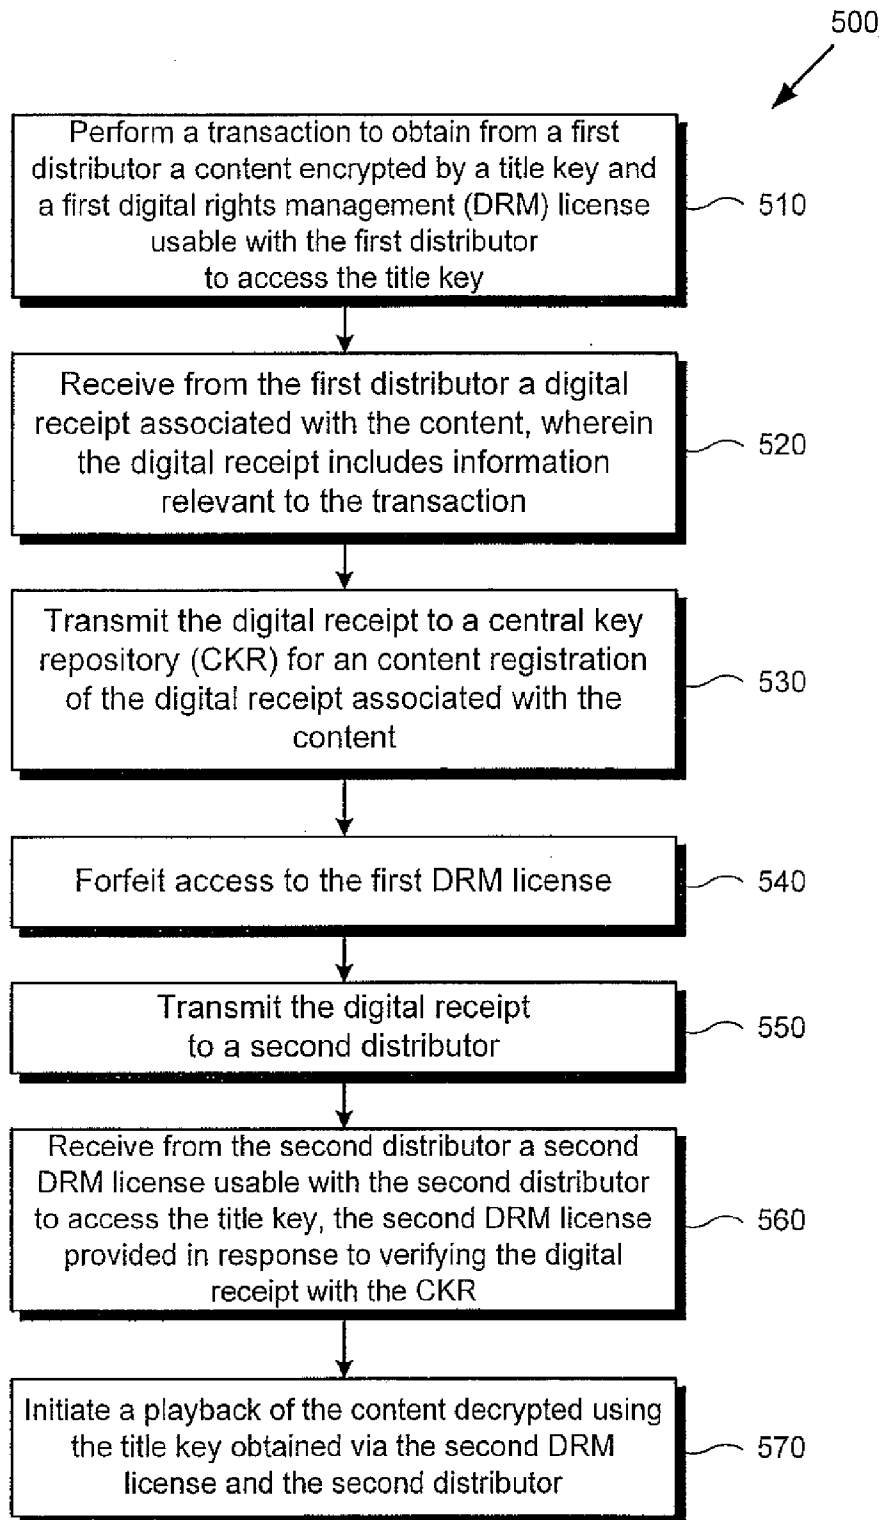 500
Perform a transaction to obtain from a first
distributor a content encrypted by a title key and
a first digital rights management (DRM) license
usable with the first distributor
to access the title key
510
Receive from the first distributor a digital
receipt associated with the content, wherein
the digital receipt includes information
relevant to the transaction
520
Transmit the digital receipt to a central key
repository (CKR) for an content registration
of the digital receipt associated with the
content
530
Forfeit access to the first DRM license
540
Transmit the digital receipt
to a second distributor
550
Receive from the second distributor a second
DRM license usable with the second distributor
to access the title key, the second DRM license
provided in response to verifying the digital
receipt with the CKR
560
Initiate a playback of the content decrypted using
the title key obtained via the second DRM
license and the second distributor
570